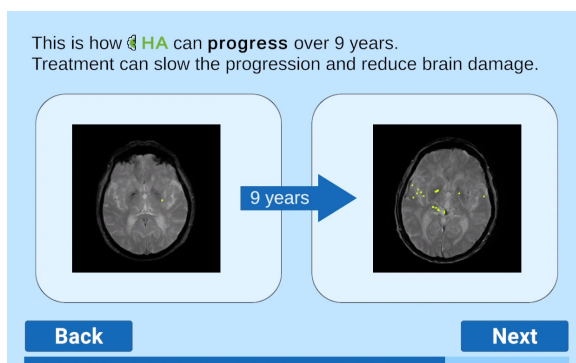 This is how HA can progress over 9 years.
Treatment can slow the progression and reduce brain damage.
9 years
Back
Next